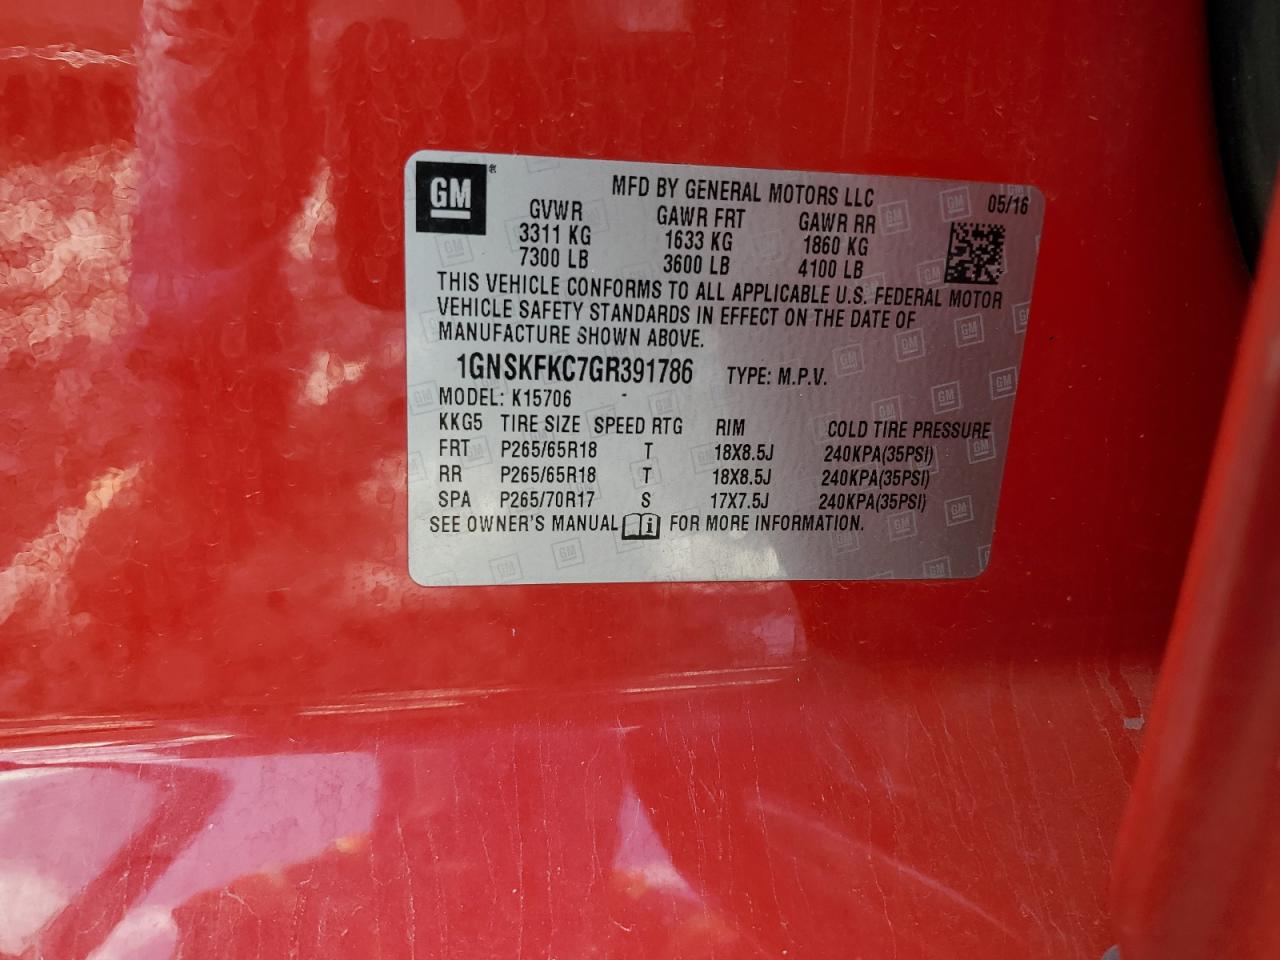 GM®
MFD BY GENERAL MOTORS LLC 05/16
GVWR GAWR FRT GAWR RR
3311 KG 1633 KG 1860 KG
7300 LB 3600 LB 4100 LB
THIS VEHICLE CONFORMS TO ALL APPLICABLE U.S. FEDERAL MOTOR
VEHICLE SAFETY STANDARDS IN EFFECT ON THE DATE OF
MANUFACTURE SHOWN ABOVE.
1GNSKFKC7GR391786 TYPE: M.P.V.
MODEL: K15706 -
KKG5 TIRE SIZE SPEED RTG RIM COLD TIRE PRESSURE
FRT P265/65R18 T 18X8.5J 240KPA(35PSI)
RR P265/65R18 T 18X8.5J 240KPA(35PSI)
SPA P265/70R17 S 17X7.5J 240KPA(35PSI)
SEE OWNER'S MANUAL i FOR MORE INFORMATION.